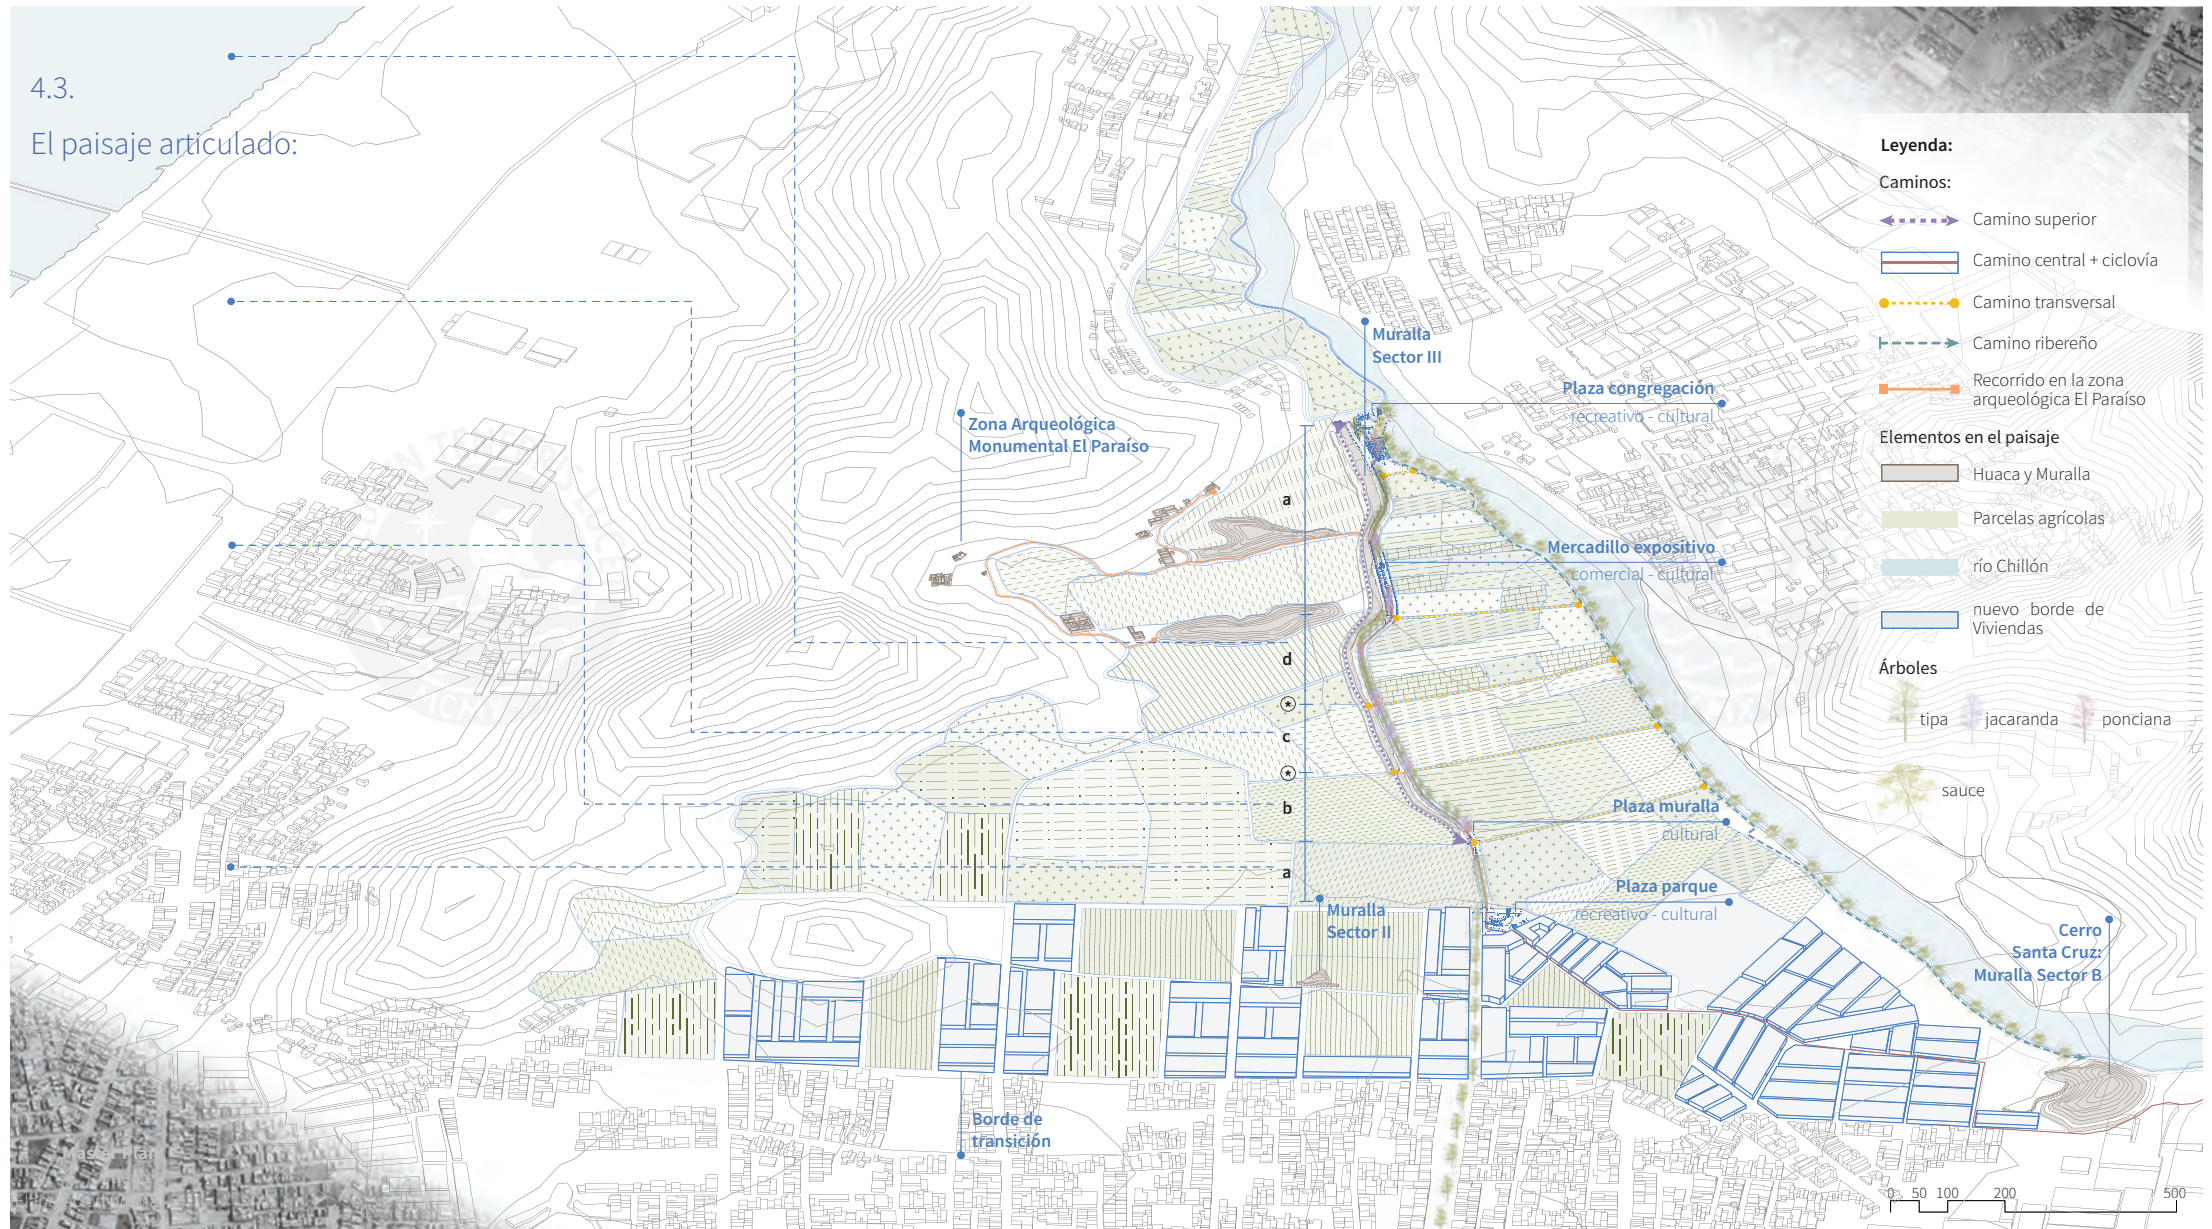 4.3.
El paisaje articulado:
Muralla
Sector III
Plaza congregación
recreativo - cultural
Zona Arqueológica
Monumental El Paraíso
a
Mercadillo expositivo
comercial - cultural
d
c
b
Plaza muralla
cultural
a
Plaza parque
recreativo - cultural
Muralla
Sector II
Cerro
Santa Cruz:
Muralla Sector B
Borde de
transición
Leyenda:
Caminos:
Camino superior
Camino central + ciclovía
Camino transversal
Camino ribereño
Recorrido en la zona
arqueológica El Paraíso
Elementos en el paisaje
Huaca y Muralla
Parcelas agrícolas
río Chillón
nuevo borde de
Viviendas
Árboles
tipa
jacaranda
ponciana
sauce
0 50 100 200 500
Master Plan